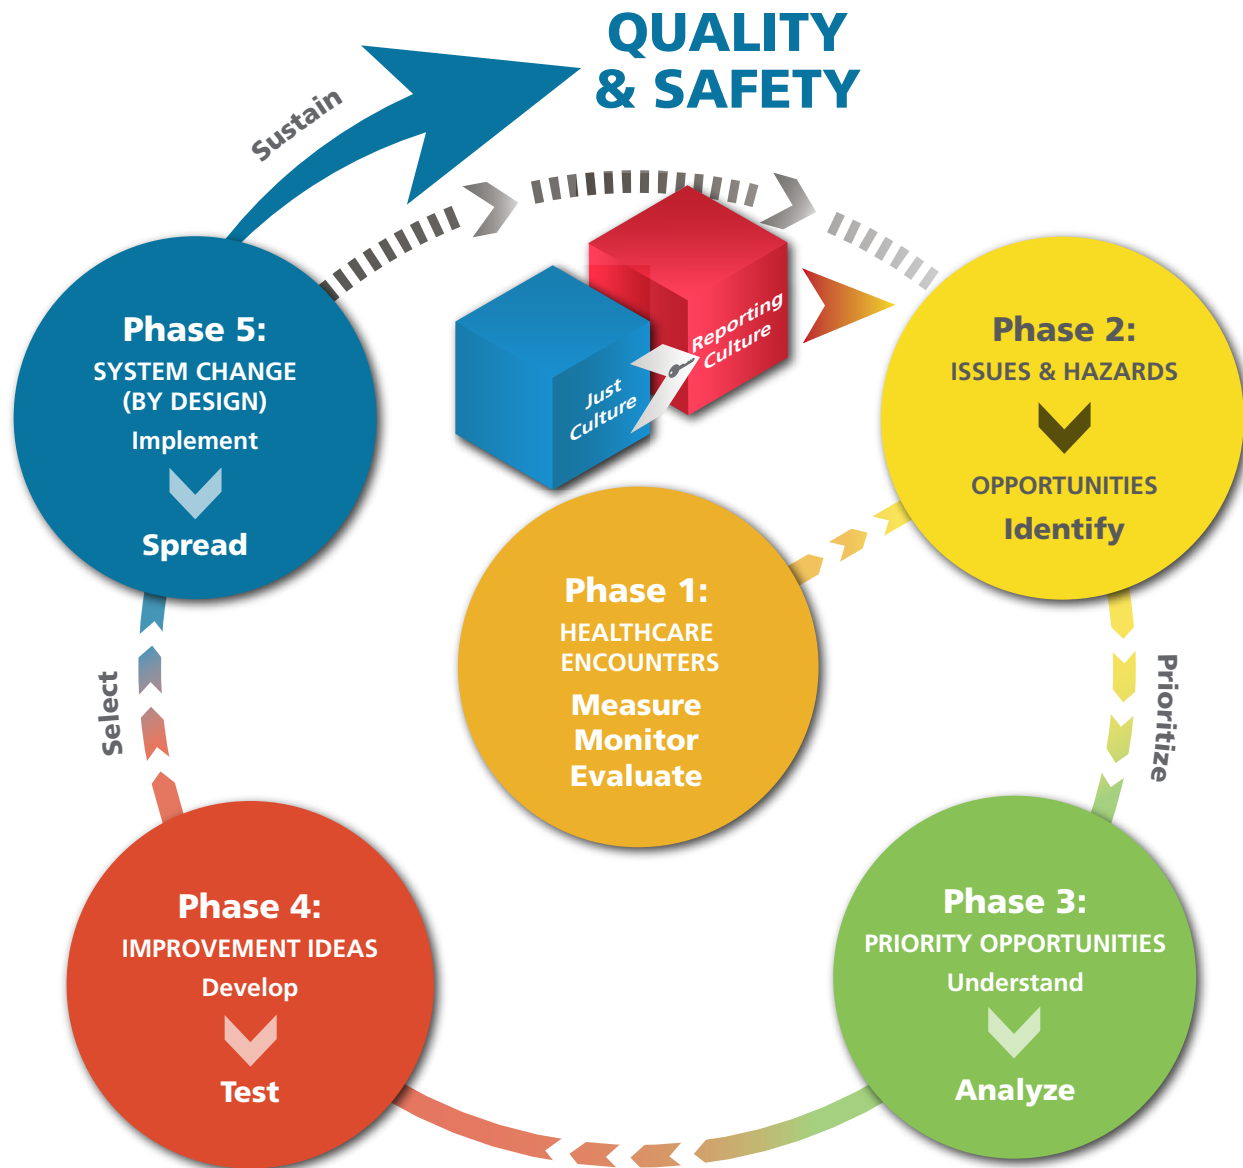 QUALITY
& SAFETY
Sustain
Reporting
Culture
Just
Culture
Phase 5:
SYSTEM CHANGE
(BY DESIGN)
Implement
Spread
Phase 2:
ISSUES & HAZARDS
OPPORTUNITIES
Identify
Phase 1:
HEALTHCARE
ENCOUNTERS
Measure
Monitor
Evaluate
Select
Prioritize
Phase 4:
IMPROVEMENT IDEAS
Develop
Test
Phase 3:
PRIORITY OPPORTUNITIES
Understand
Analyze